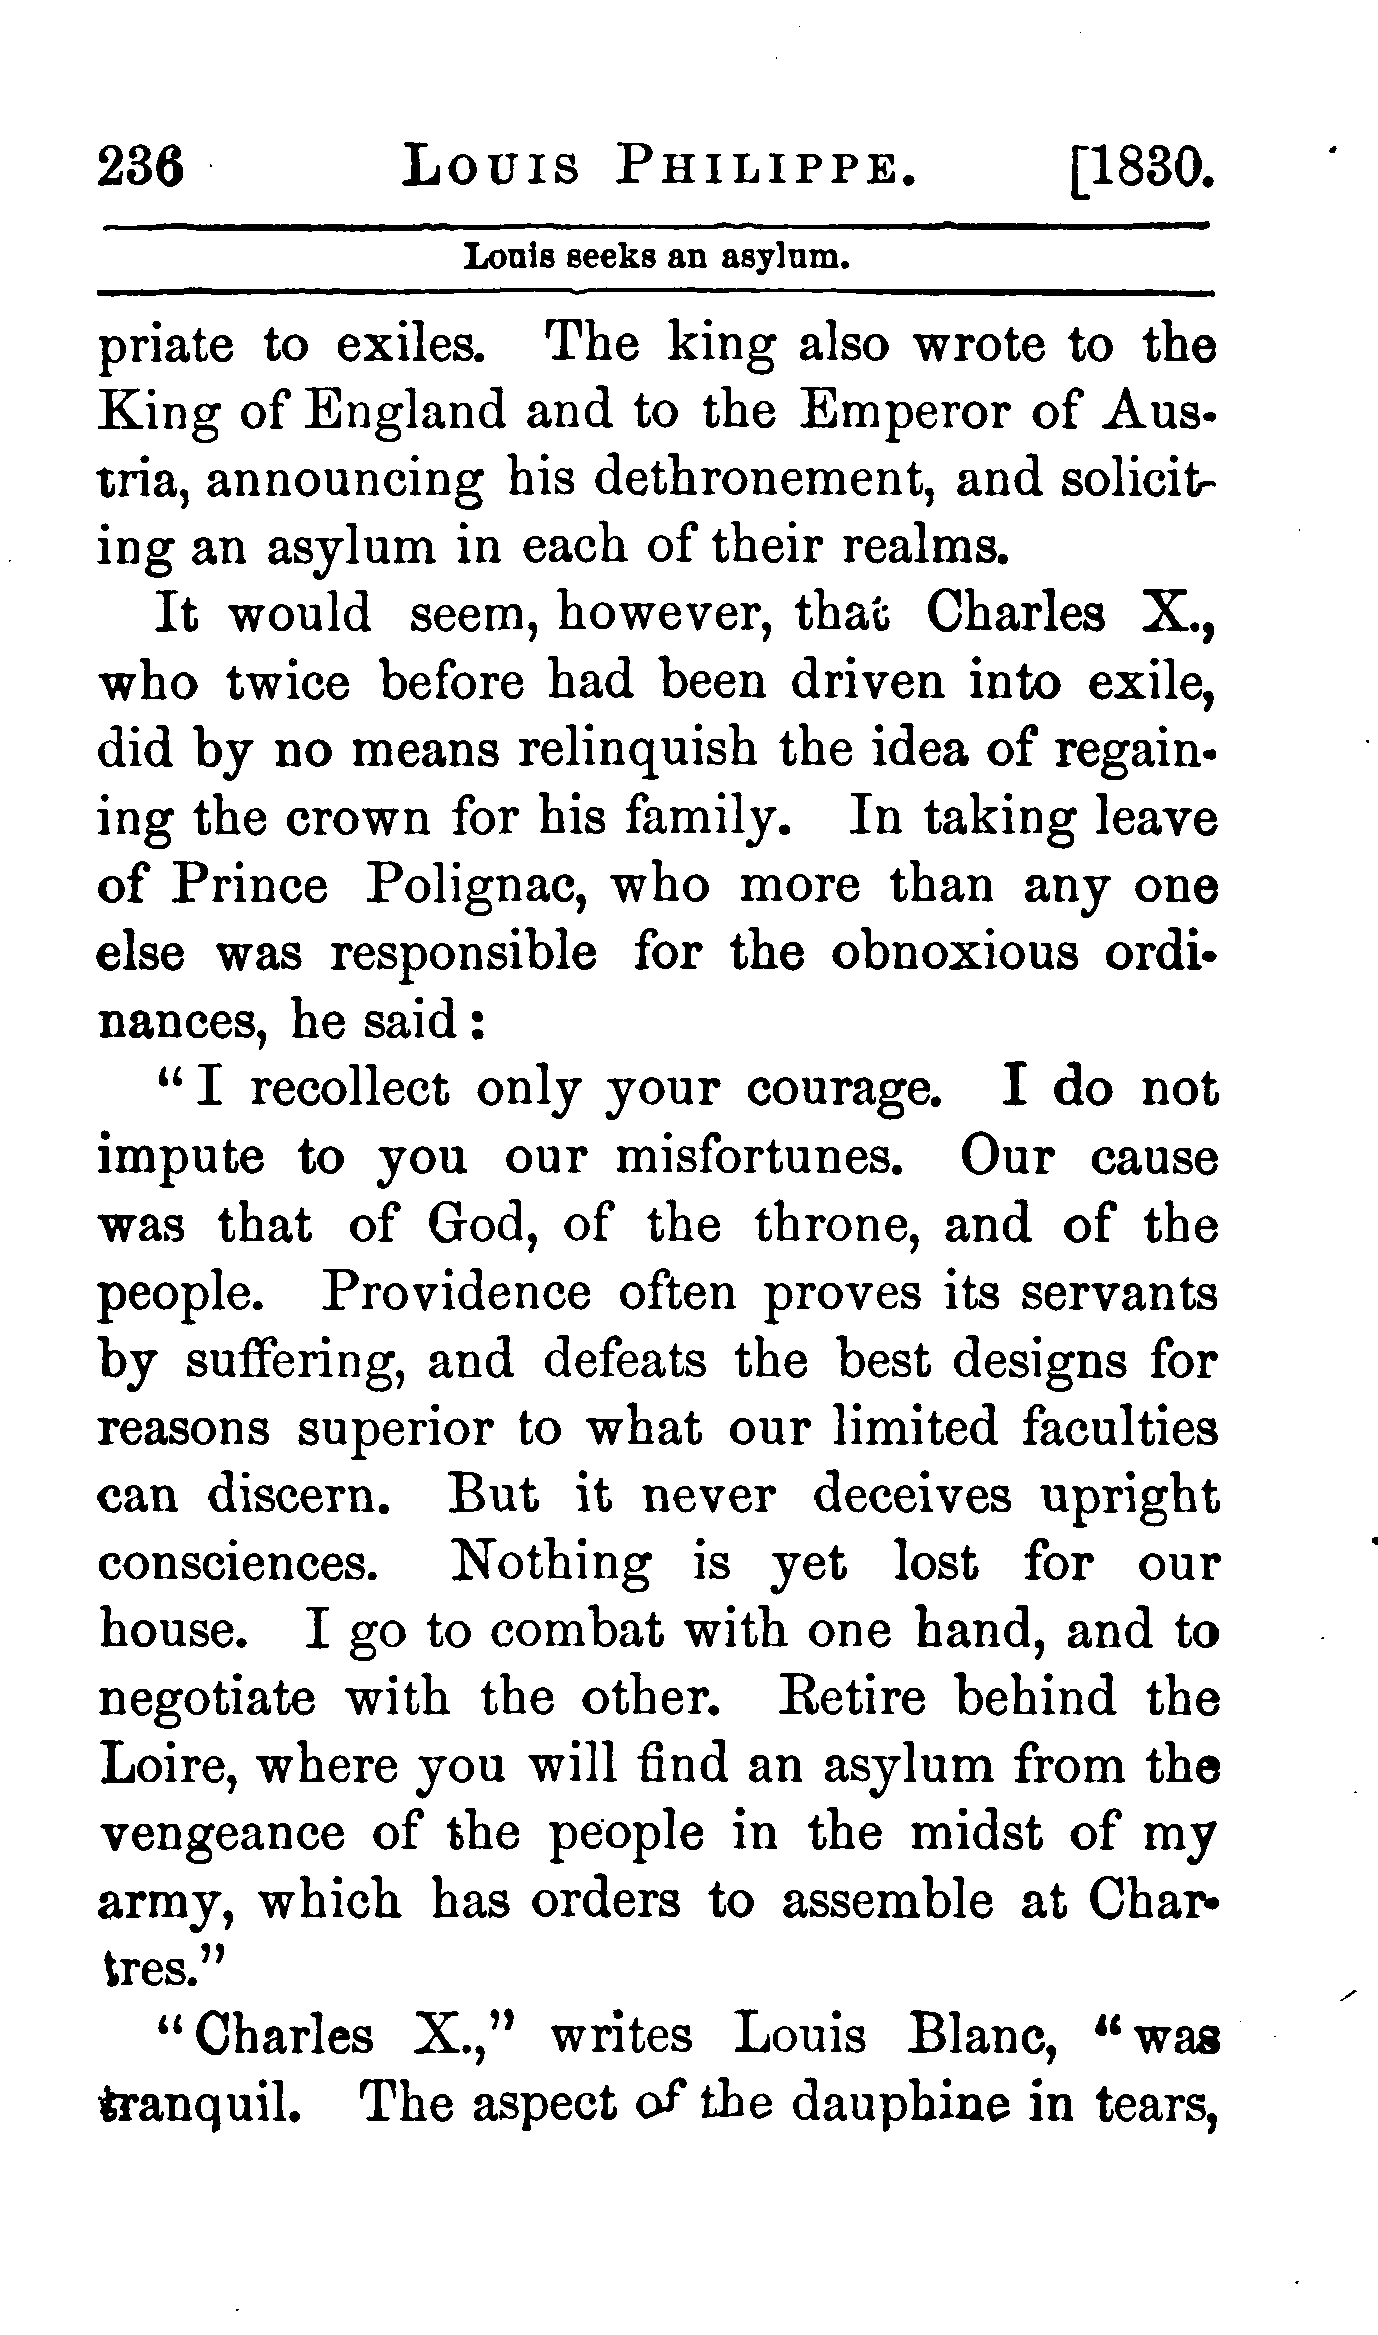 236 LOUIS PHILIPPE. [1830.
Louis seeks an asylum.
priate to exiles. The king also wrote to the
King of England and to the Emperor of Aus-
tria, announcing his dethronement, and solicit-
ing an asylum in each of their realms.
It would seem, however, that Charles X.,
who twice before had been driven into exile,
did by no means relinquish the idea of regain-
ing the crown for his family. In taking leave
of Prince Polignac, who more than any one
else was responsible for the obnoxious ordi-
nances, he said:
“I recollect only your courage. I do not
impute to you our misfortunes. Our cause
was that of God, of the throne, and of the
people. Providence often proves its servants
by suffering, and defeats the best designs for
reasons superior to what our limited faculties
can discern. But it never deceives upright
consciences. Nothing is yet lost for our
house. I go to combat with one hand, and to
negotiate with the other. Retire behind the
Loire, where you will find an asylum from the
vengeance of the people in the midst of my
army, which has orders to assemble at Char-
tres.”
“Charles X.,” writes Louis Blanc, “was
tranquil. The aspect of the dauphine in tears,